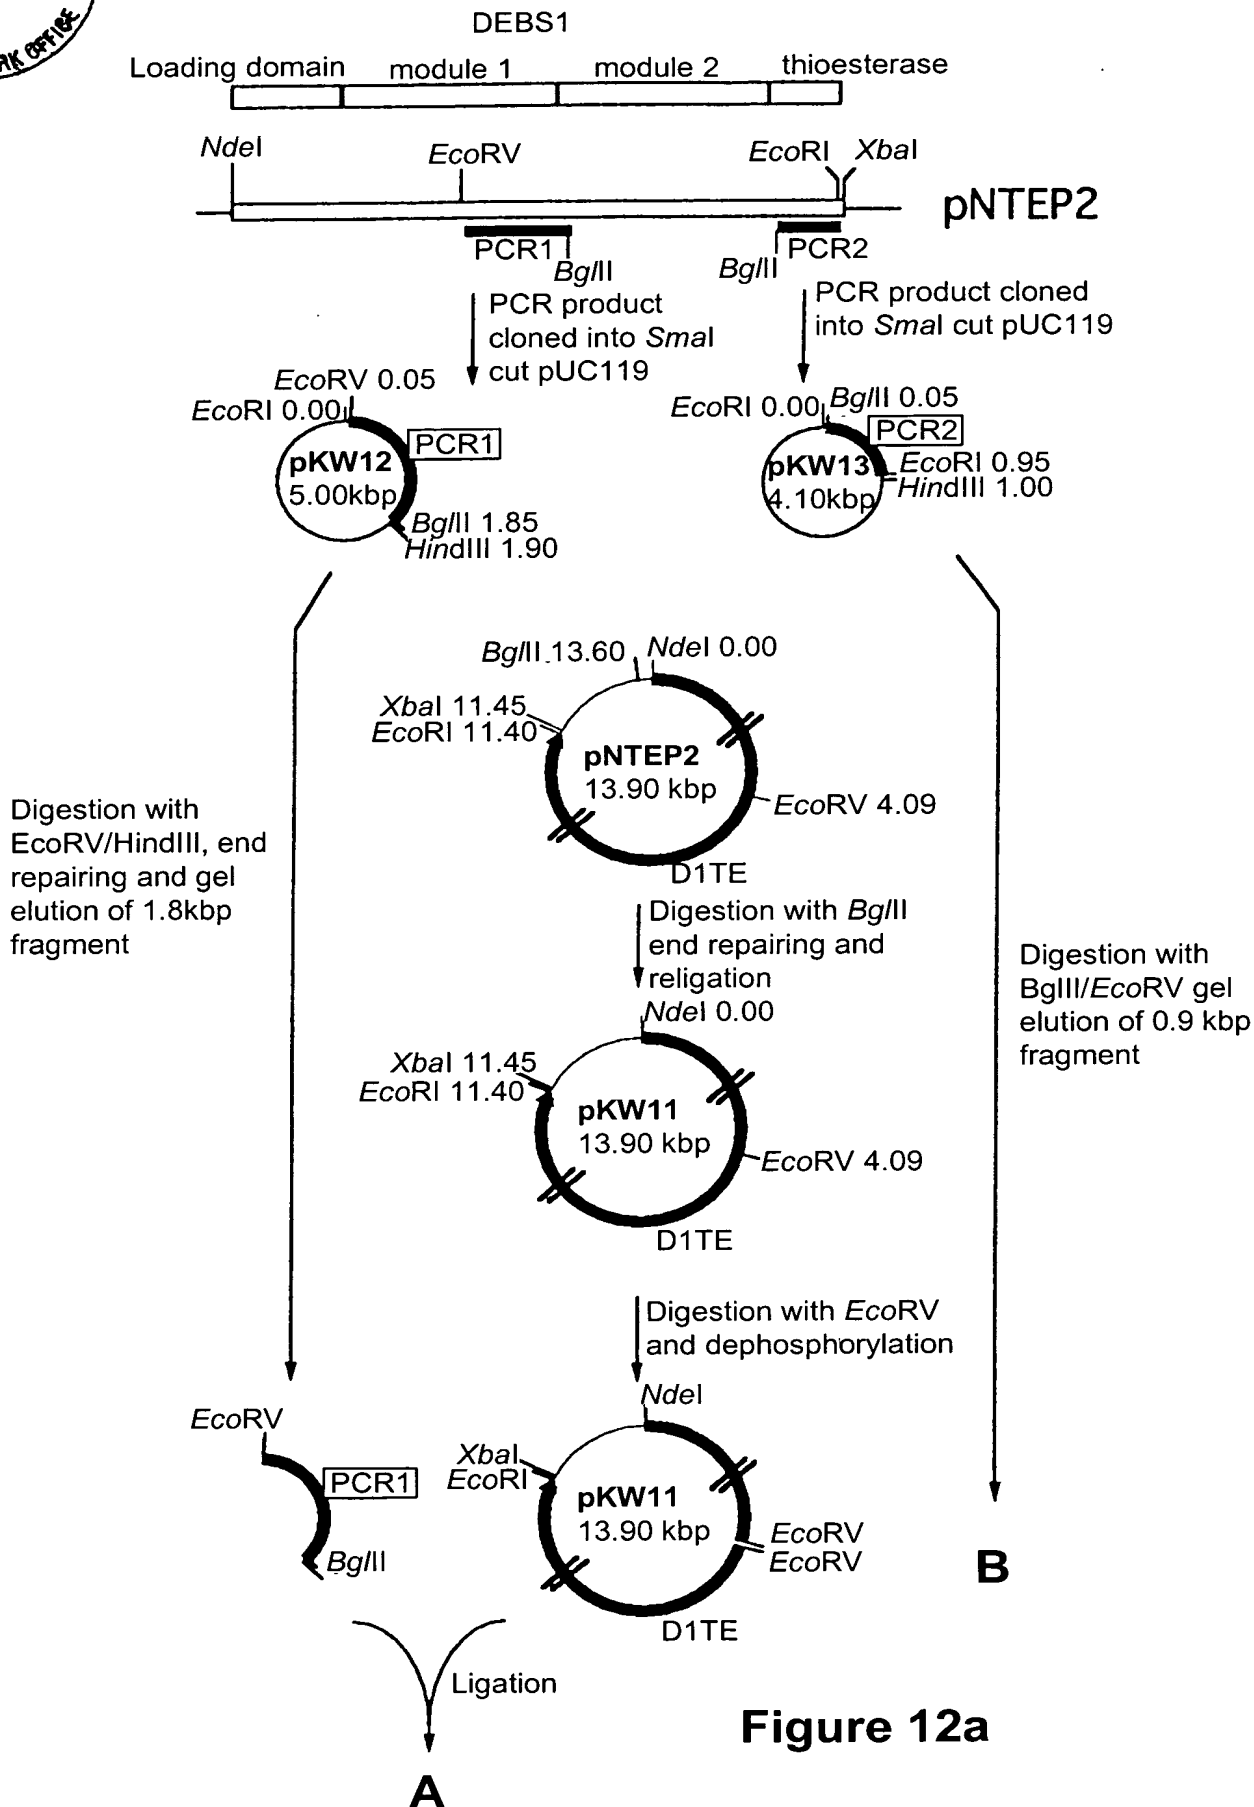 RK OFFICE
DEBS1
Loading domain
module 1
module 2
thioesterase
NdeI
EcoRV
EcoRI
XbaI
pNTEP2
PCR1
BglII
BglII
PCR2
PCR product
cloned into SmaI
cut pUC119
PCR product cloned
into SmaI cut pUC119
EcoRV 0.05
EcoRI 0.00
PCR1
pKW12
5.00kbp
BglII 1.85
HindIII 1.90
EcoRI 0.00
BglII 0.05
PCR2
pKW13
4.10kbp
EcoRI 0.95
HindIII 1.00
BglII 13.60
NdeI 0.00
XbaI 11.45
EcoRI 11.40
pNTEP2
13.90 kbp
EcoRV 4.09
D1TE
Digestion with
EcoRV/HindIII, end
repairing and gel
elution of 1.8kbp
fragment
Digestion with BglII
end repairing and
religation
Digestion with
BglII/EcoRV gel
elution of 0.9 kbp
fragment
NdeI 0.00
XbaI 11.45
EcoRI 11.40
pKW11
13.90 kbp
EcoRV 4.09
D1TE
Digestion with EcoRV
and dephosphorylation
EcoRV
PCR1
BglII
NdeI
XbaI
EcoRI
pKW11
13.90 kbp
EcoRV
EcoRV
D1TE
B
Ligation
Figure 12a
A